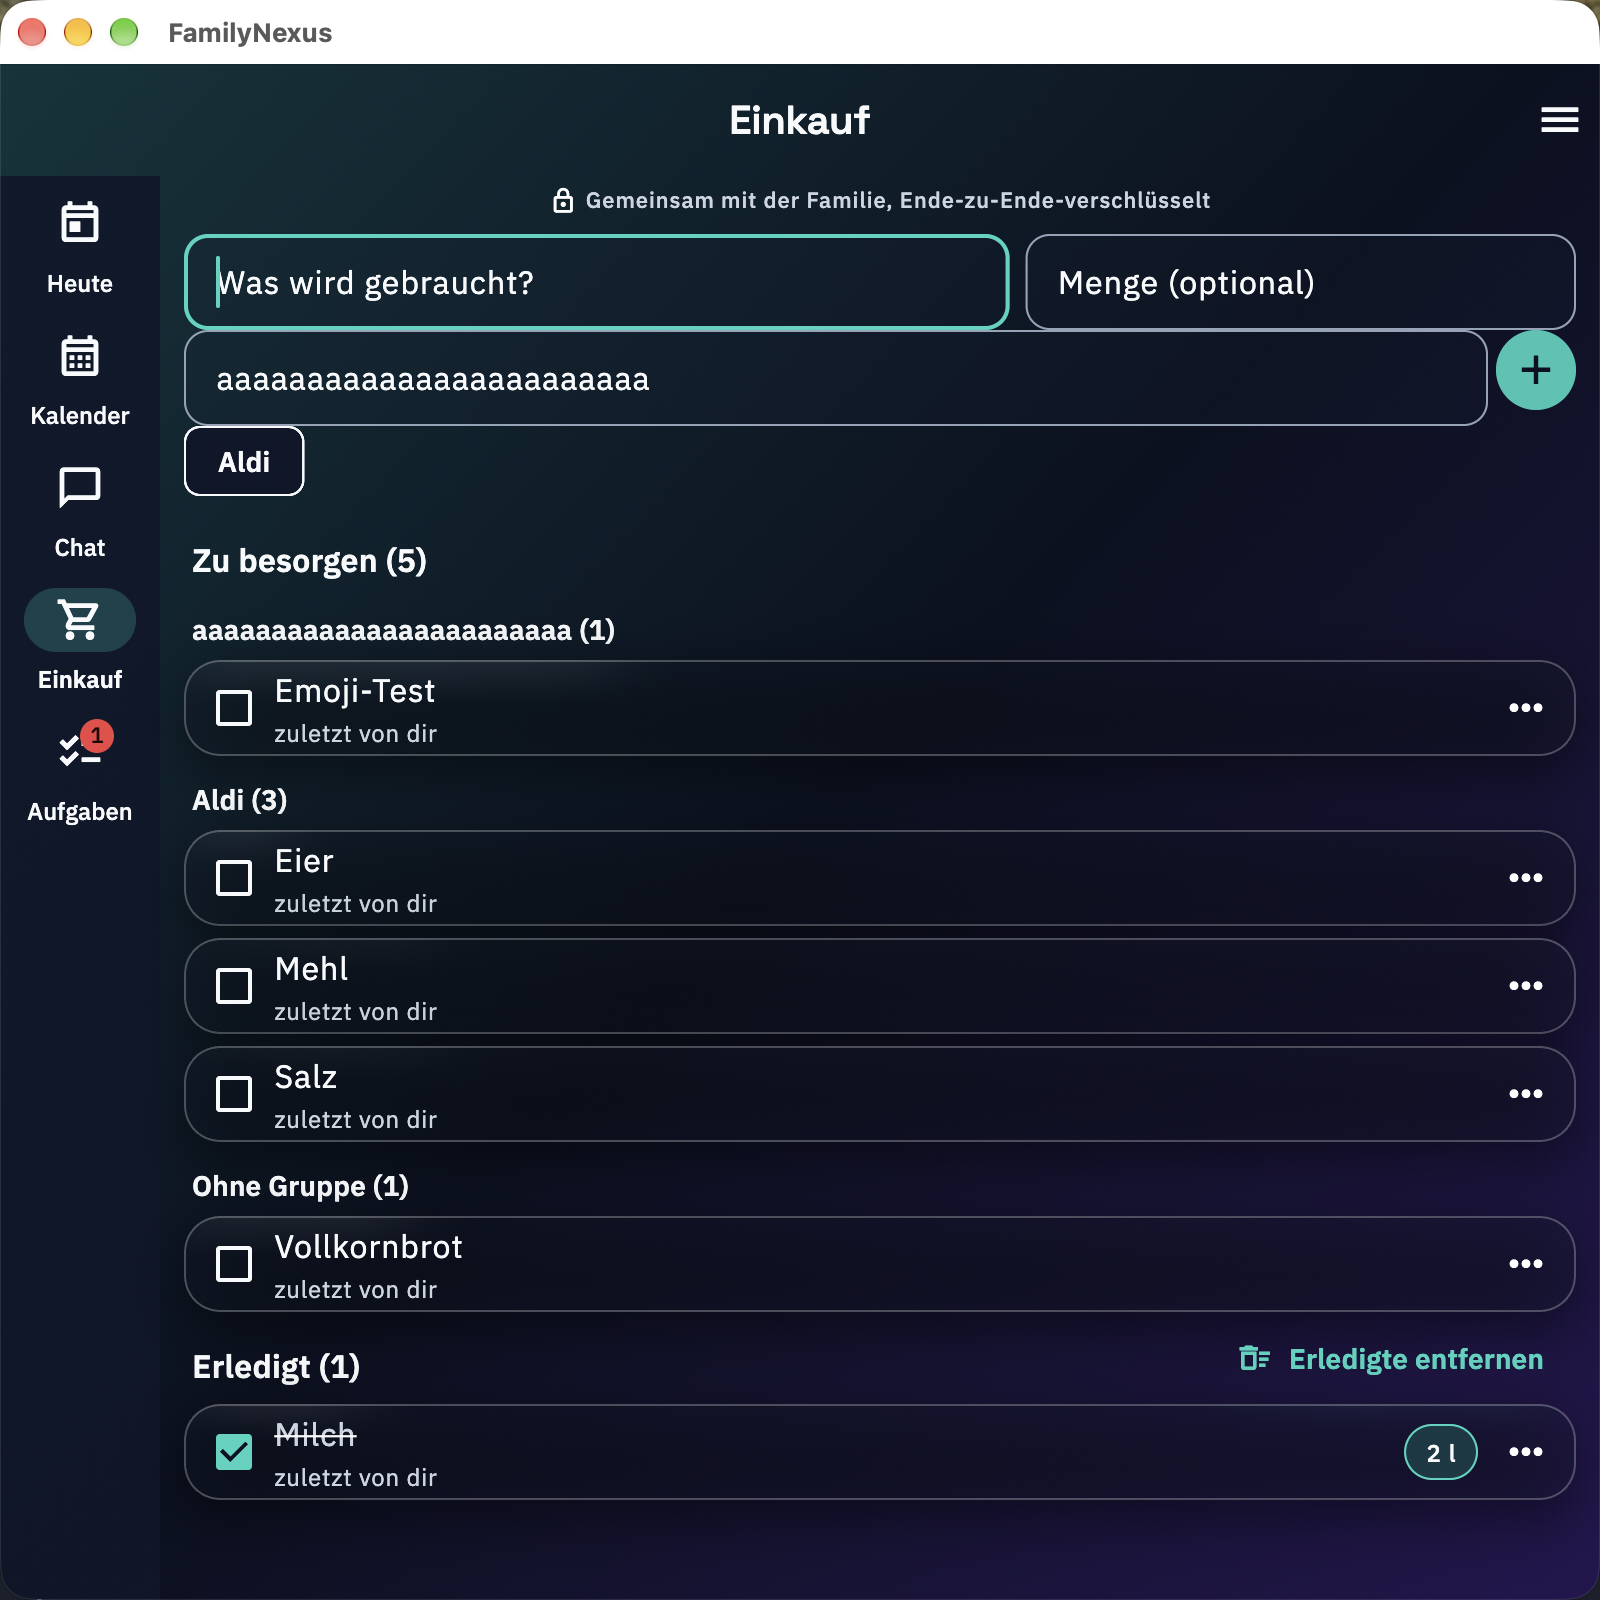 FamilyNexus
Einkauf
Gemeinsam mit der Familie, Ende-zu-Ende-verschlüsselt
Heute
Kalender
Chat
Einkauf
1
Aufgaben
Was wird gebraucht?
Menge (optional)
aaaaaaaaaaaaaaaaaaaaaaaa
Aldi
Zu besorgen (5)
aaaaaaaaaaaaaaaaaaaaaaaa (1)
Emoji-Test
zuletzt von dir
Aldi (3)
Eier
zuletzt von dir
Mehl
zuletzt von dir
Salz
zuletzt von dir
Ohne Gruppe (1)
Vollkornbrot
zuletzt von dir
Erledigt (1)
Erledigte entfernen
Milch
zuletzt von dir
2 l